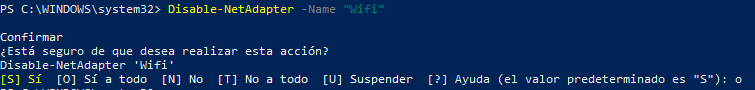 PS C:\WINDOWS\system32> Disable-NetAdapter -Name "Wifi"
Confirmar
¿Está seguro de que desea realizar esta acción?
Disable-NetAdapter 'Wifi'
[S] Sí  [O] Sí a todo  [N] No  [T] No a todo  [U] Suspender  [?] Ayuda (el valor predeterminado es "S"): o